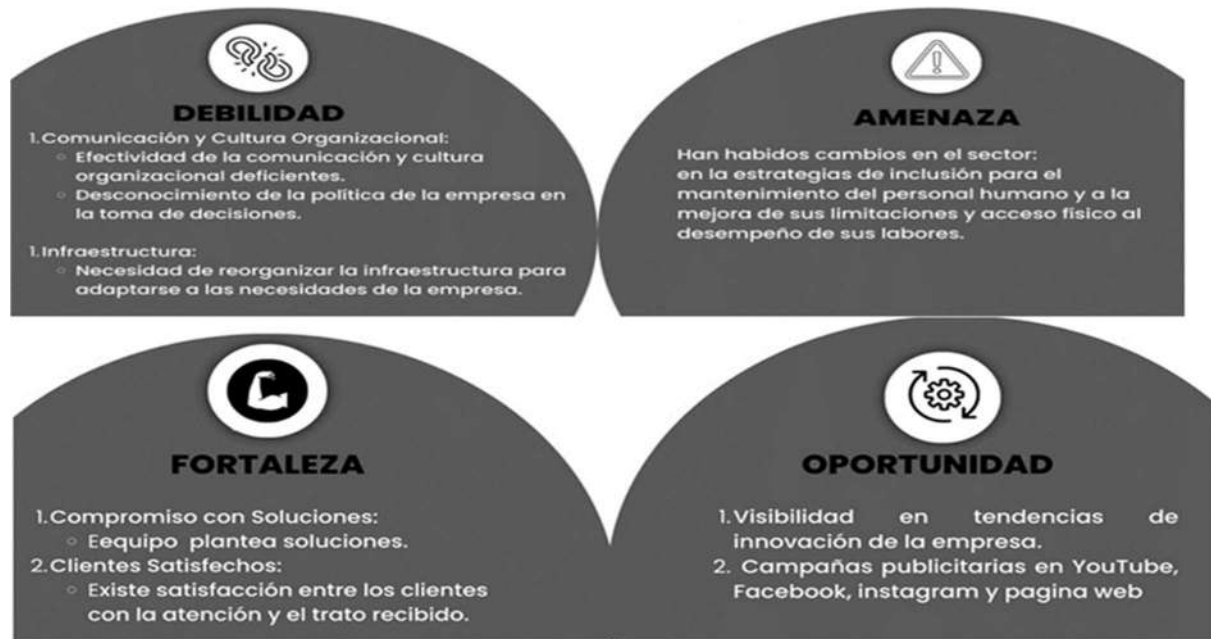 DEBILIDAD
1.Comunicación y Cultura Organizacional:
○ Efectividad de la comunicación y cultura
organizacional deficientes.
○ Desconocimiento de la política de la empresa en
la toma de decisiones.
1.Infraestructura:
○ Necesidad de reorganizar la infraestructura para
adaptarse a las necesidades de la empresa.
AMENAZA
Han habidos cambios en el sector:
en la estrategias de inclusión para el
mantenimiento del personal humano y a la
mejora de sus limitaciones y acceso físico al
desempeño de sus labores.
FORTALEZA
1.Compromiso con Soluciones:
○ Eequipo plantea soluciones.
2.Clientes Satisfechos:
○ Existe satisfacción entre los clientes
con la atención y el trato recibido.
OPORTUNIDAD
1.Visibilidad en tendencias de
innovación de la empresa.
2. Campañas publicitarias en YouTube,
Facebook, instagram y pagina web